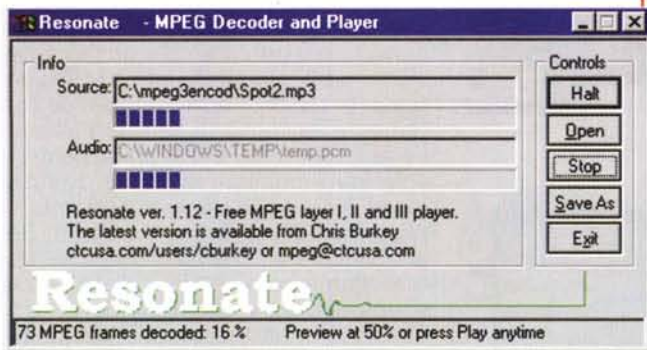 Resonate - MPEG Decoder and Player
Info
Source: C:\mpeg3encod\Spot2.mp3
Audio: C:\WINDOWS\TEMP\temp.pcm
Resonate ver. 1.12 - Free MPEG layer I, II and III player.
The latest version is available from Chris Burkey
ctcusa.com/users/cburkey or mpeg@ctcusa.com
Controls
Halt
Open
Stop
Save As
Exit
Resonate
73 MPEG frames decoded: 16 % Preview at 50% or press Play anytime